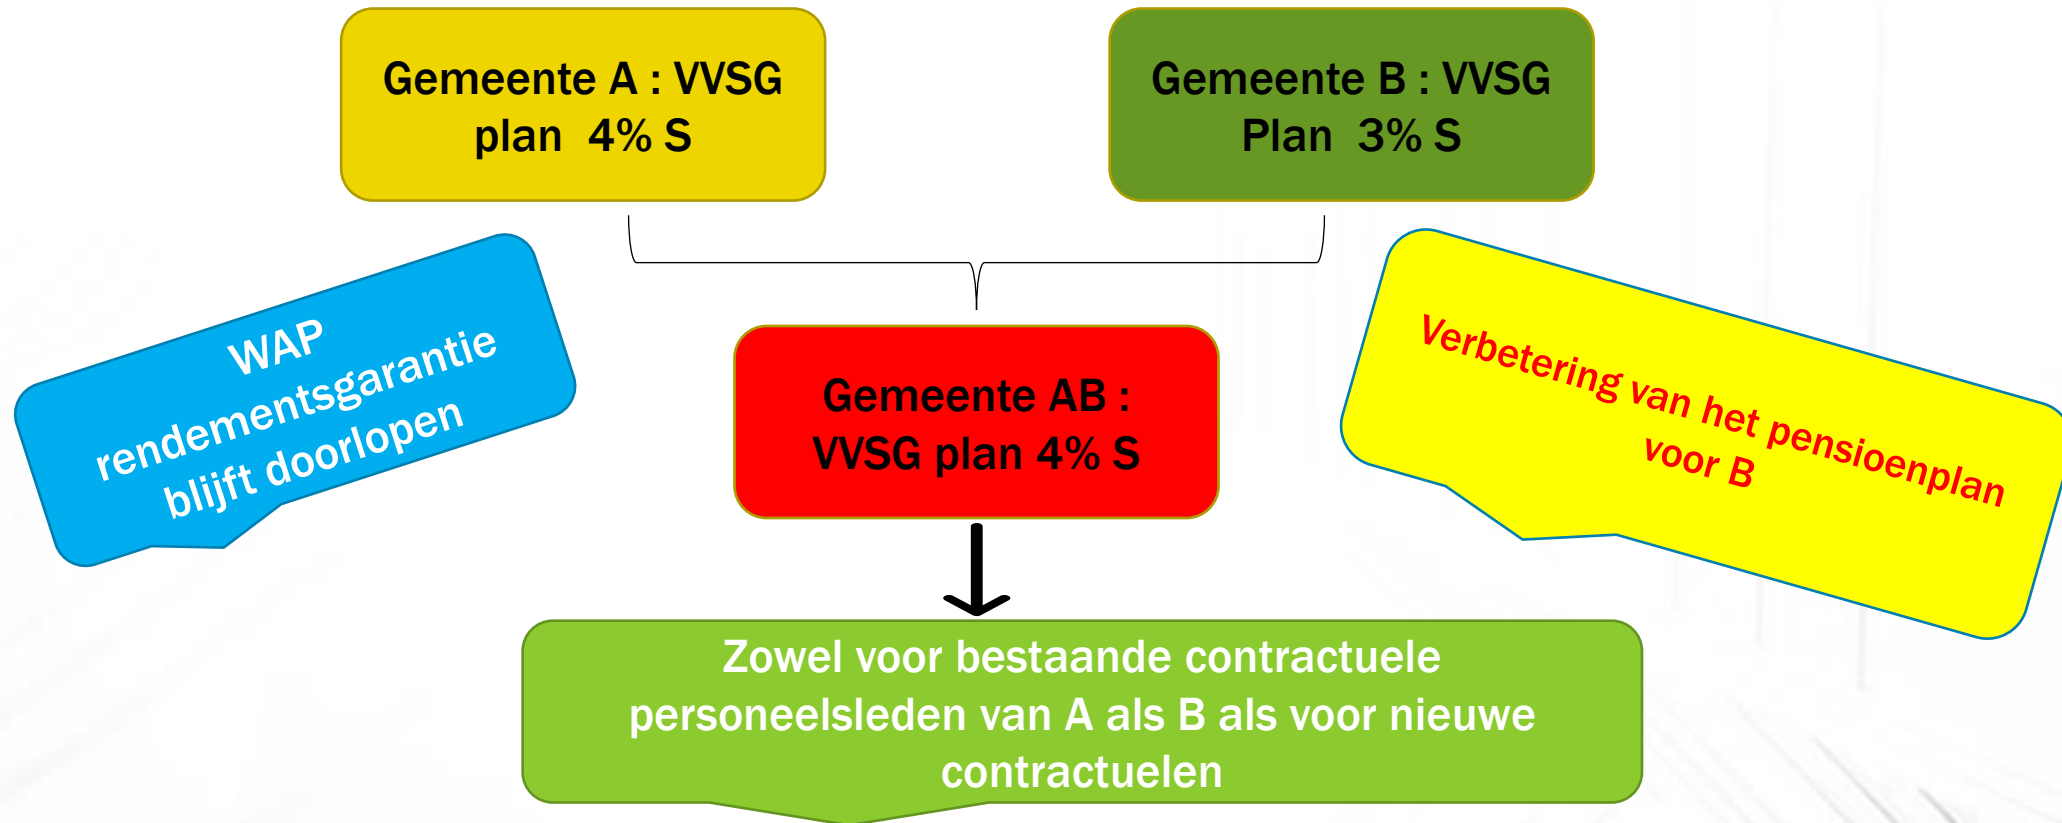 Gemeente A : VVSG
plan 4% S
Gemeente B : VVSG
Plan 3% S
WAP
rendementsgarantie
blijft doorlopen
Verbetering van het pensioenplan
voor B
Gemeente AB :
VVSG plan 4% S
Zowel voor bestaande contractuele
personeelsleden van A als B als voor nieuwe
contractuelen